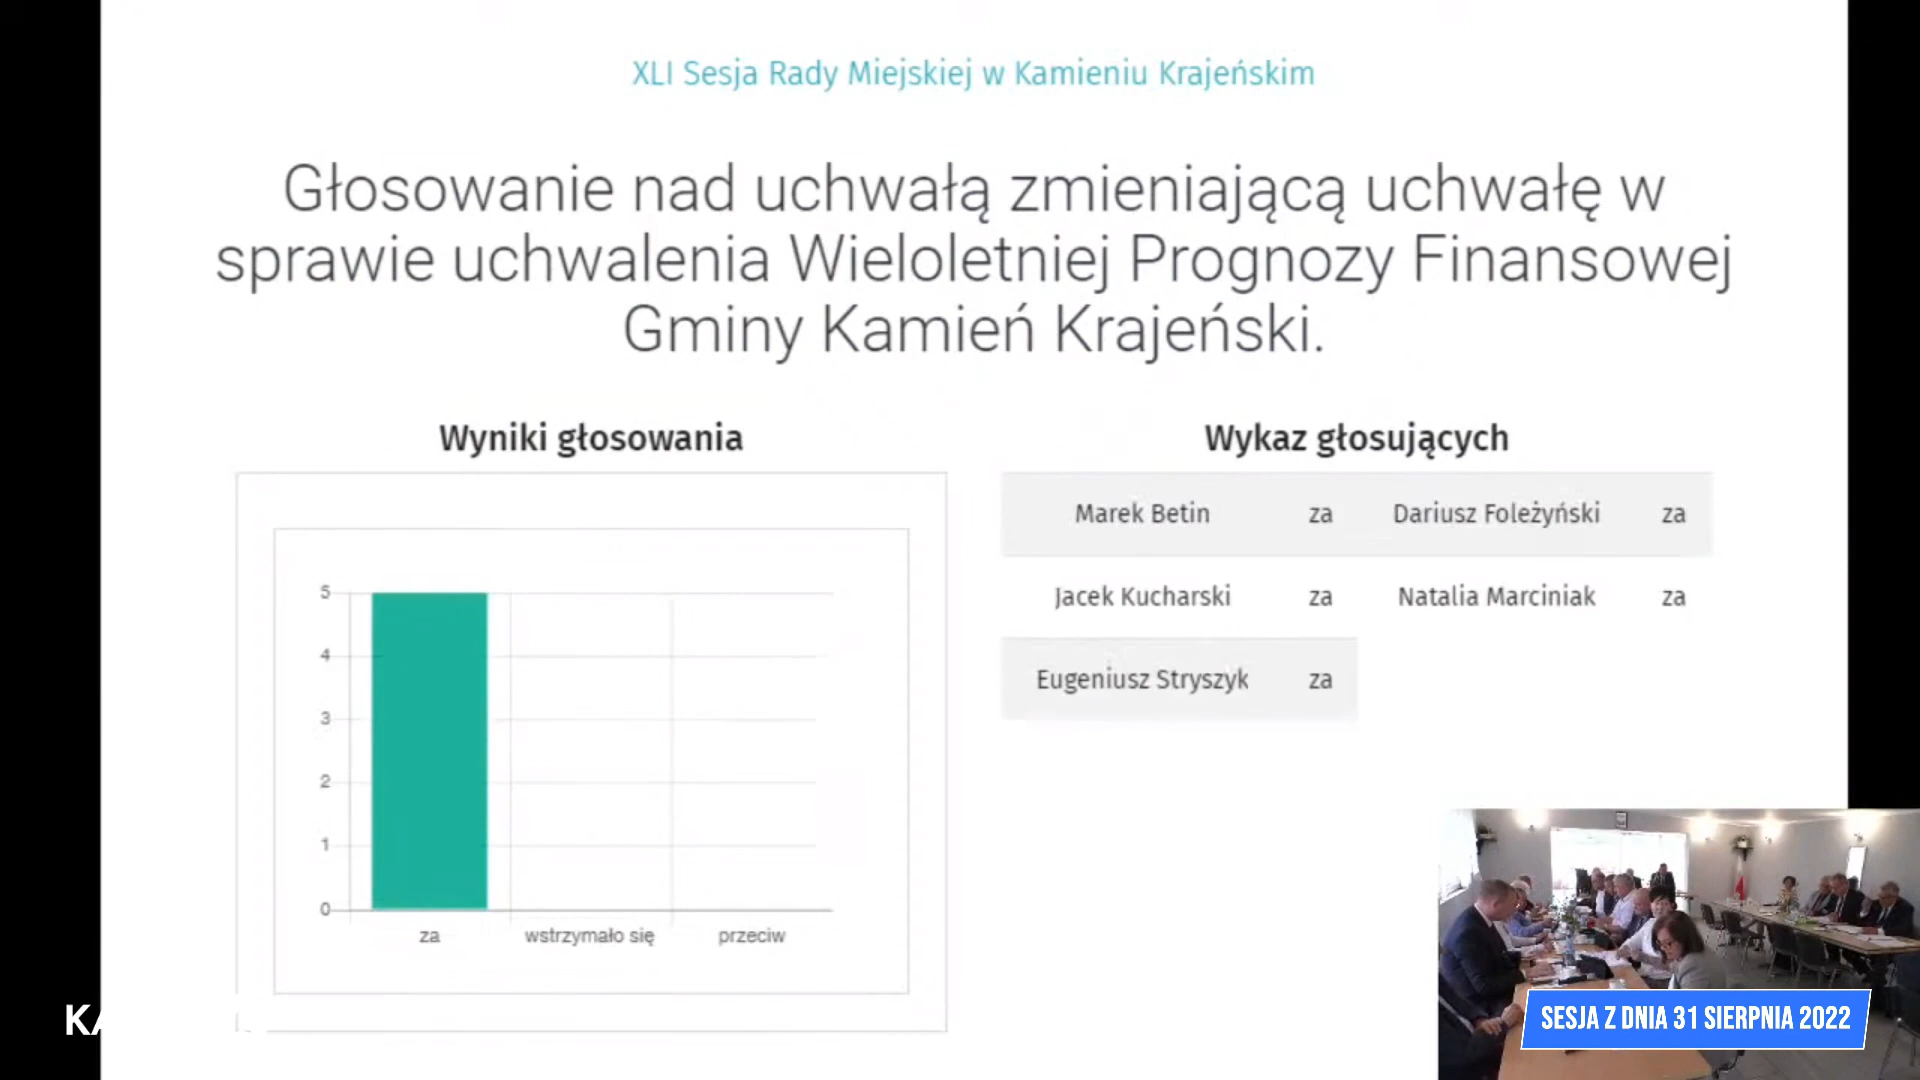 XLI Sesja Rady Miejskiej w Kamieniu Krajeńskim
Głosowanie nad uchwałą zmieniającą uchwałę w
sprawie uchwalenia Wieloletniej Prognozy Finansowej
Gminy Kamień Krajeński.
Wyniki głosowania
5
4
3
2
1
0
za wstrzymało się przeciw
Wykaz głosujących
Marek Betin za Dariusz Foleżyński za
Jacek Kucharski za Natalia Marciniak za
Eugeniusz Stryszyk za
SESJA Z DNIA 31 SIERPNIA 2022